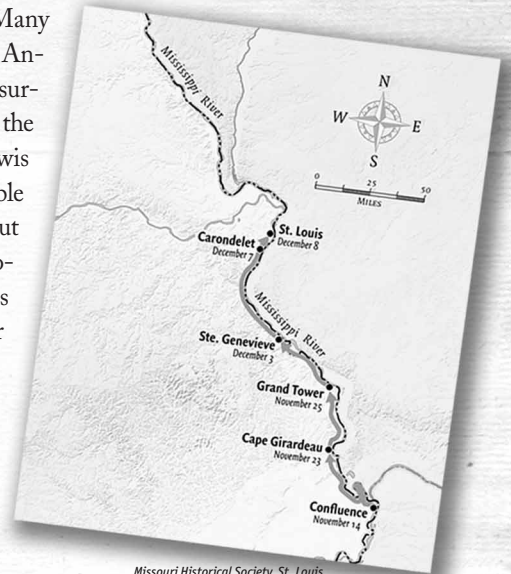 Many
An-
sur-
the
wis
ble
ut
o-
s
r
Mississippi River
N
W
E
S
0 25 50
MILES
St. Louis
December 8
Carondelet
December 7
Mississippi River
Ste. Genevieve
December 3
Grand Tower
November 25
Cape Girardeau
November 23
Confluence
November 14
Missouri Historical Society, St. Louis